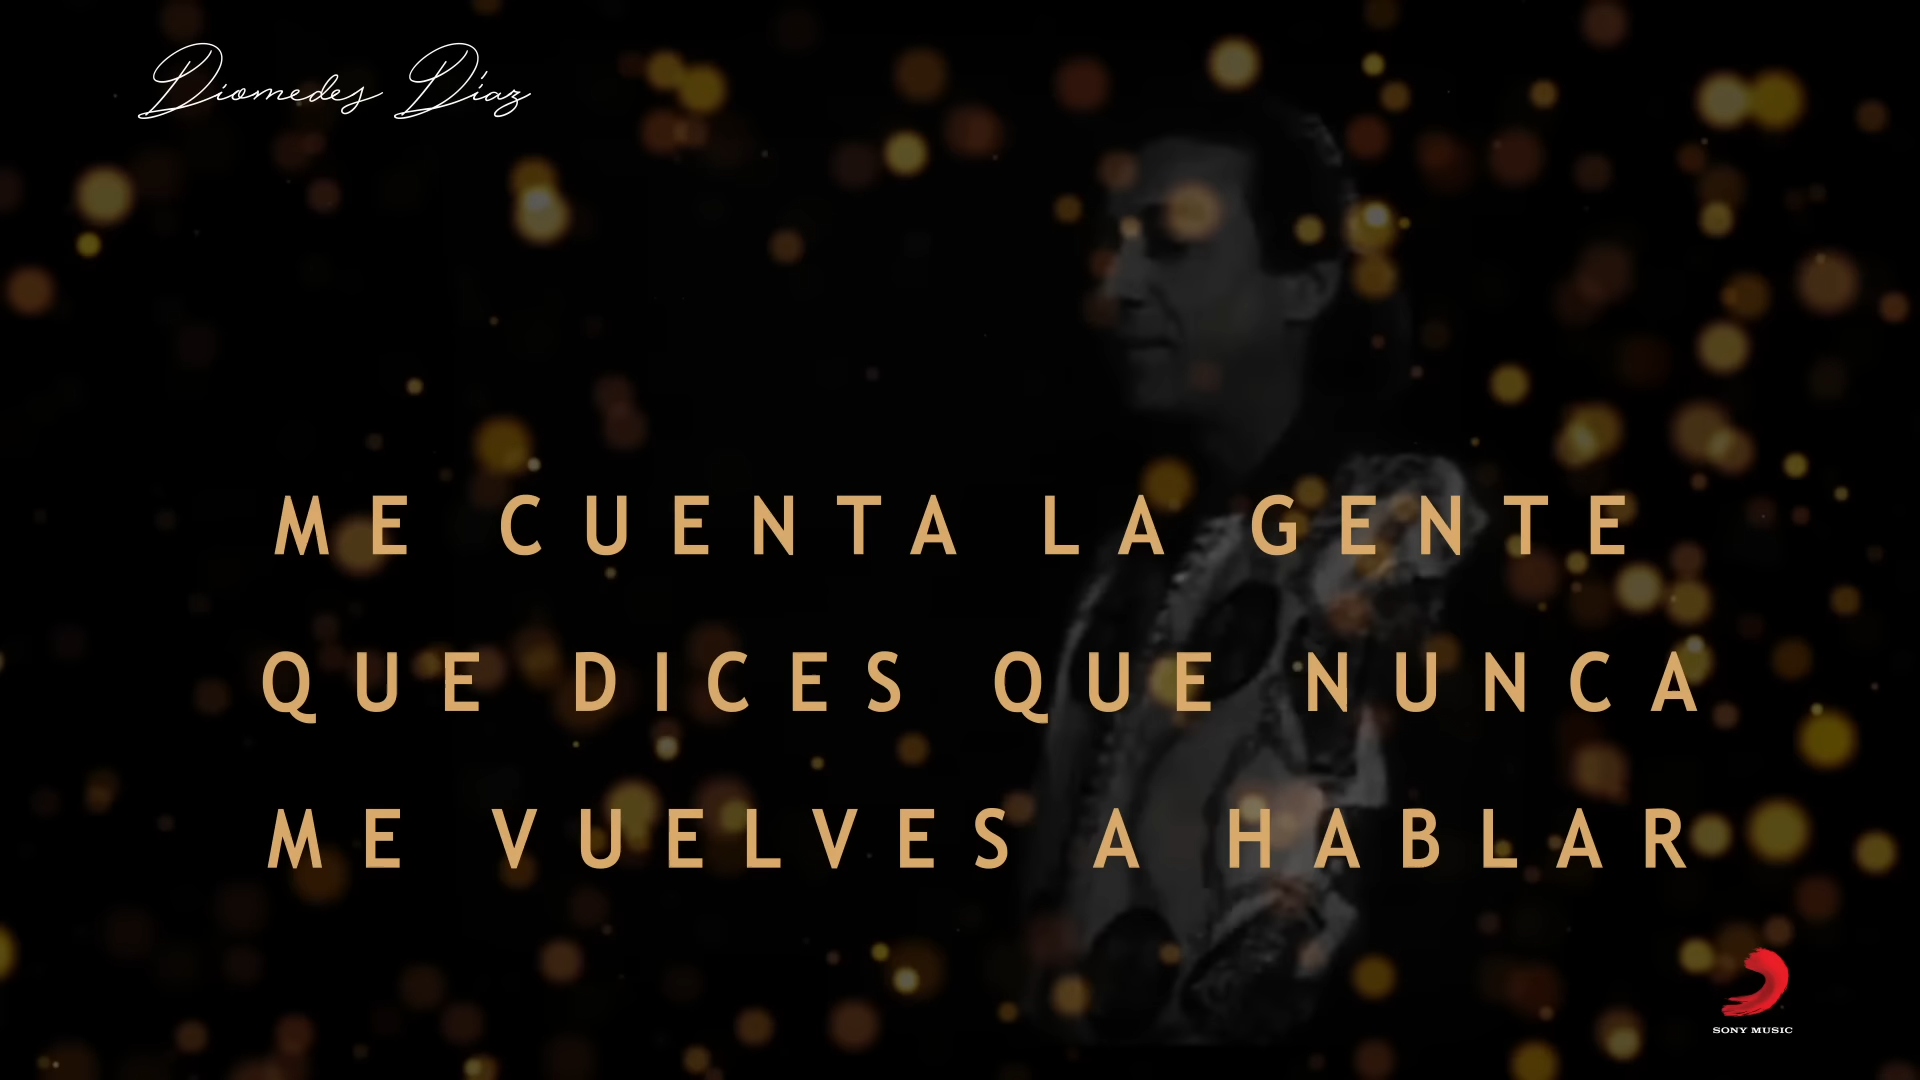 Diomedes Díaz
ME CUENTA LA GENTE
QUE DICES QUE NUNCA
ME VUELVES A HABLAR
SONY MUSIC